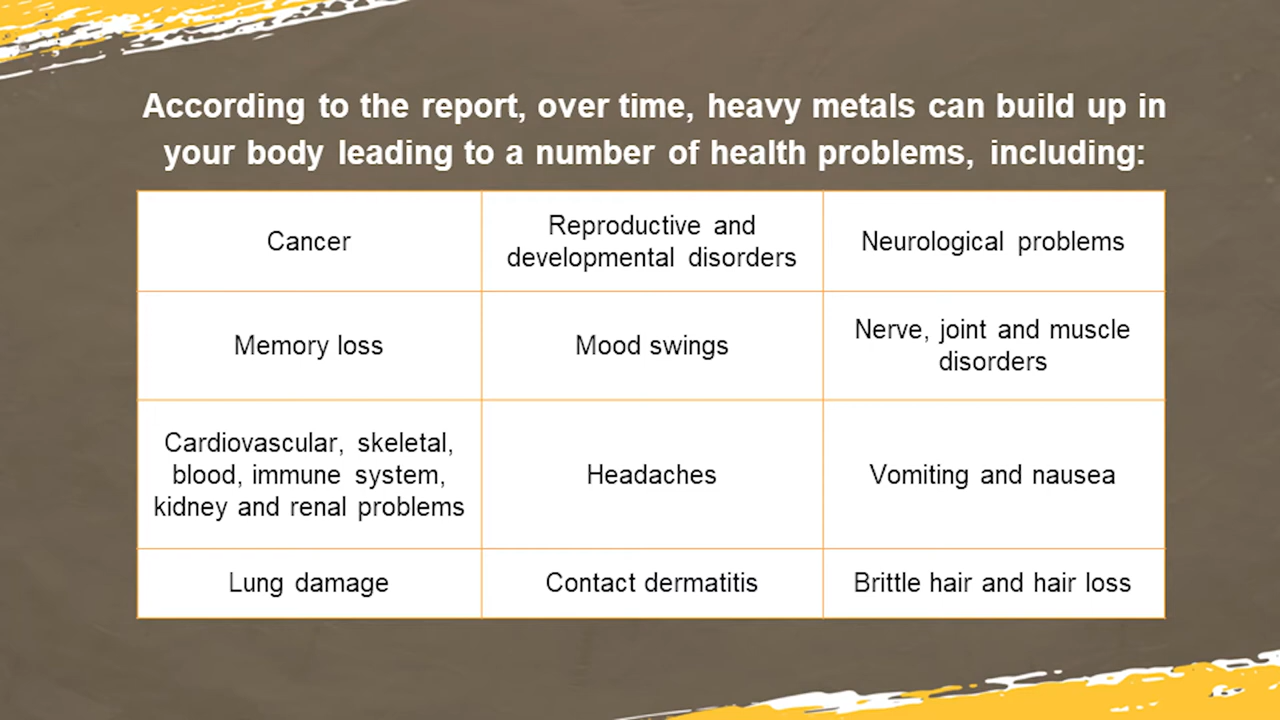 According to the report, over time, heavy metals can build up in
your body leading to a number of health problems, including:
Cancer
Reproductive and
developmental disorders
Neurological problems
Memory loss
Mood swings
Nerve, joint and muscle
disorders
Cardiovascular, skeletal,
blood, immune system,
kidney and renal problems
Headaches
Vomiting and nausea
Lung damage
Contact dermatitis
Brittle hair and hair loss